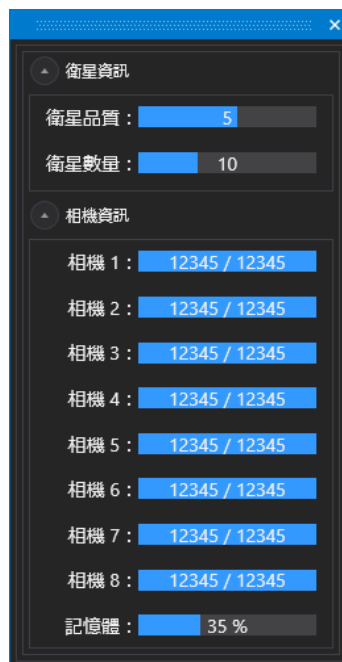 衛星資訊
衛星品質：5
衛星數量：10
相機資訊
相機 1：12345 / 12345
相機 2：12345 / 12345
相機 3：12345 / 12345
相機 4：12345 / 12345
相機 5：12345 / 12345
相機 6：12345 / 12345
相機 7：12345 / 12345
相機 8：12345 / 12345
記憶體：35 %